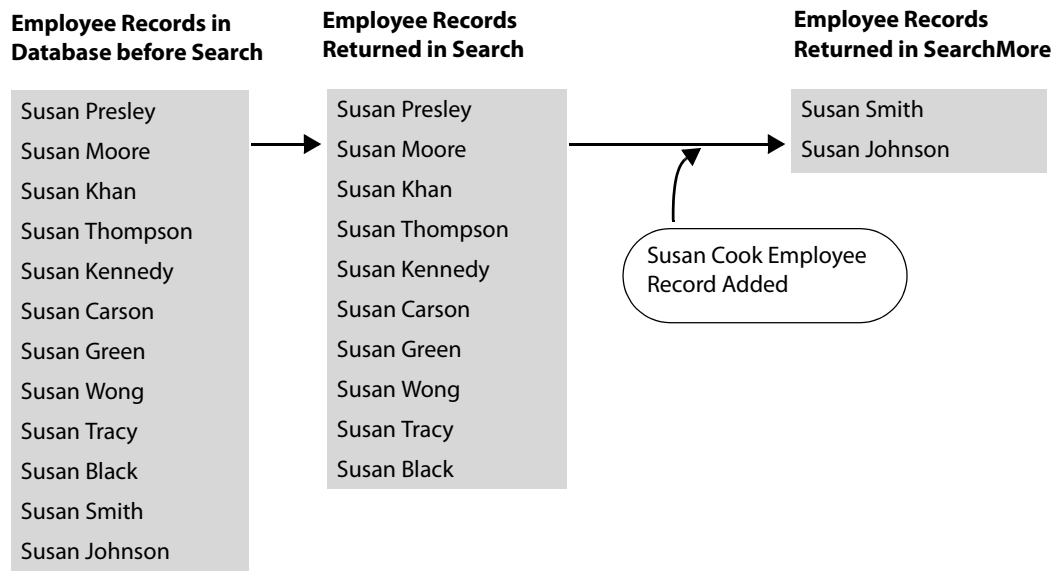 Employee Records in
Database before Search
Susan Presley
Susan Moore
Susan Khan
Susan Thompson
Susan Kennedy
Susan Carson
Susan Green
Susan Wong
Susan Tracy
Susan Black
Susan Smith
Susan Johnson
Employee Records
Returned in Search
Susan Presley
Susan Moore
Susan Khan
Susan Thompson
Susan Kennedy
Susan Carson
Susan Green
Susan Wong
Susan Tracy
Susan Black
Susan Cook Employee
Record Added
Employee Records
Returned in SearchMore
Susan Smith
Susan Johnson